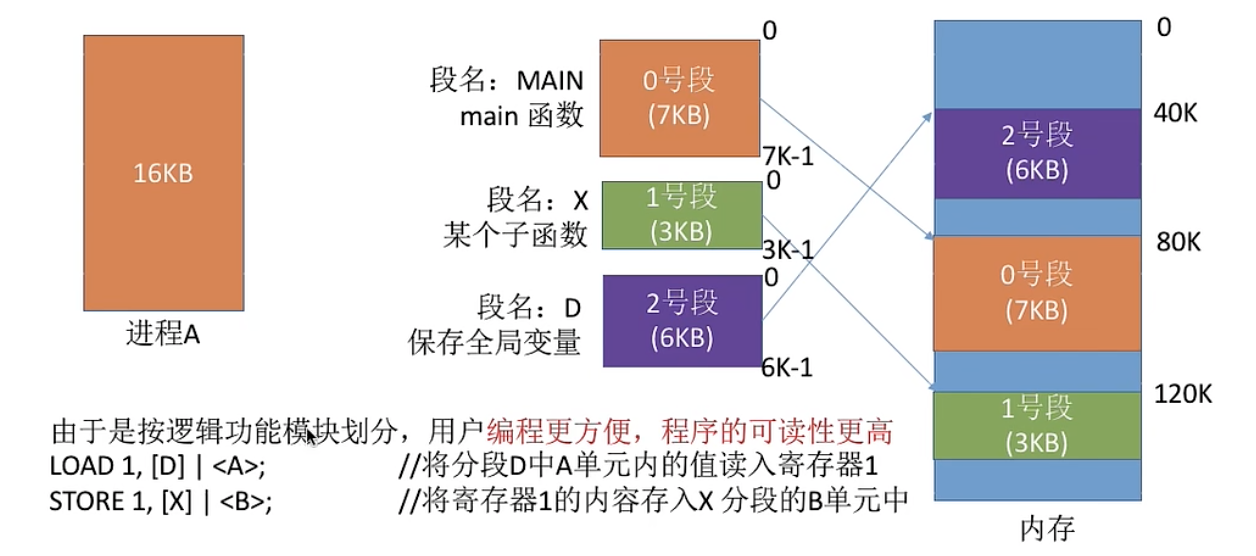 16KB
进程A
段名：MAIN
main 函数
0号段
(7KB)
0
7K-1
段名：X
某个子函数
1号段
(3KB)
0
3K-1
段名：D
保存全局变量
2号段
(6KB)
0
6K-1
0
40K
2号段
(6KB)
80K
0号段
(7KB)
120K
1号段
(3KB)
内存
由于是按逻辑功能模块划分，用户编程更方便，程序的可读性更高
LOAD 1, [D] | <A>; //将分段D中A单元内的值读入寄存器1
STORE 1, [X] | <B>; //将寄存器1的内容存入X 分段的B单元中